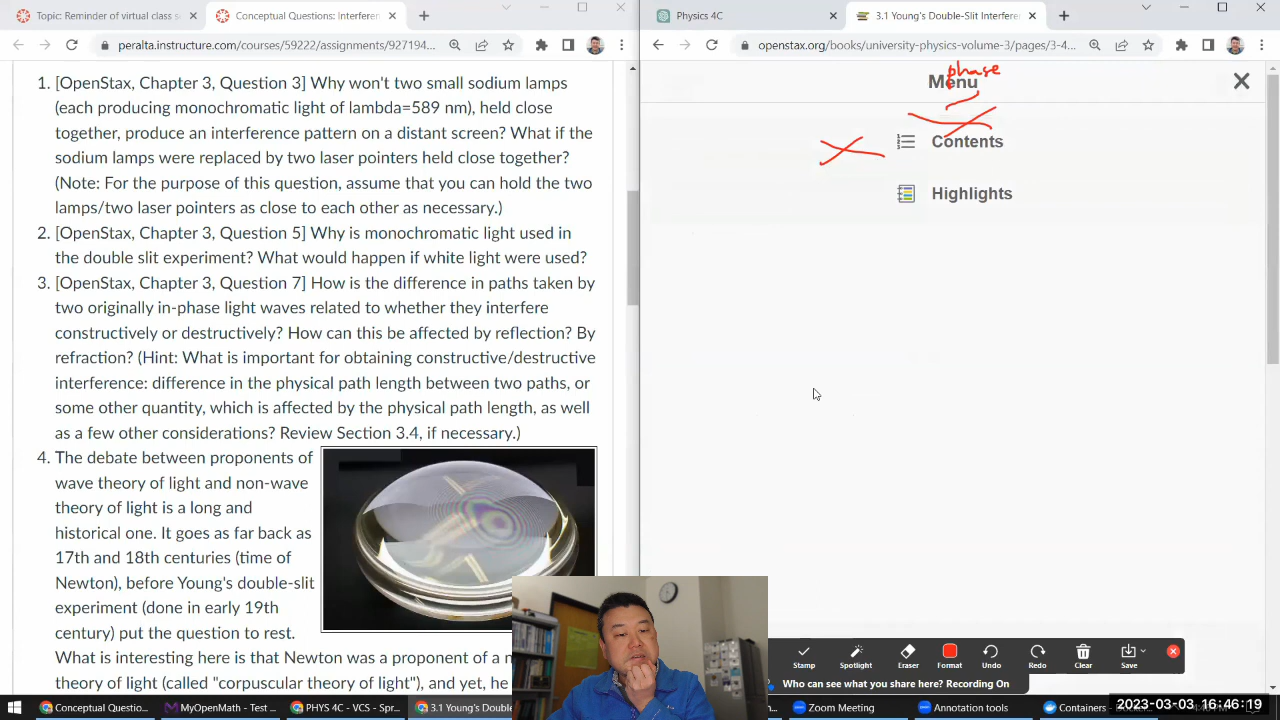 Topic: Reminder of virtual class s
Conceptual Questions: Interferen
Physics 4C
3.1 Young's Double-Slit Interferen
peralta.instructure.com/courses/59222/assignments/927194...
openstax.org/books/university-physics-volume-3/pages/3-4...
1. [OpenStax, Chapter 3, Question 3] Why won't two small sodium lamps
(each producing monochromatic light of lambda=589 nm), held close
together, produce an interference pattern on a distant screen? What if the
sodium lamps were replaced by two laser pointers held close together?
(Note: For the purpose of this question, assume that you can hold the two
lamps/two laser pointers as close to each other as necessary.)
2. [OpenStax, Chapter 3, Question 5] Why is monochromatic light used in
the double slit experiment? What would happen if white light were used?
3. [OpenStax, Chapter 3, Question 7] How is the difference in paths taken by
two originally in-phase light waves related to whether they interfere
constructively or destructively? How can this be affected by reflection? By
refraction? (Hint: What is important for obtaining constructive/destructive
interference: difference in the physical path length between two paths, or
some other quantity, which is affected by the physical path length, as well
as a few other considerations? Review Section 3.4, if necessary.)
4. The debate between proponents of
wave theory of light and non-wave
theory of light is a long and
historical one. It goes as far back as
17th and 18th centuries (time of
Newton), before Young's double-slit
experiment (done in early 19th
century) put the question to rest.
What is interesting here is that Newton was a proponent of a
theory of light (called "corpuscular theory of light"), and yet, he
phase
Menu
Contents
Highlights
Stamp
Spotlight
Eraser
Format
Undo
Redo
Clear
Save
Who can see what you share here? Recording On
Conceptual Question...
MyOpenMath - Test ...
PHYS 4C - VCS - Spr...
3.1 Young's Double-S
Zoom Meeting
Annotation tools
Containers
2023-03-03 16:46:19